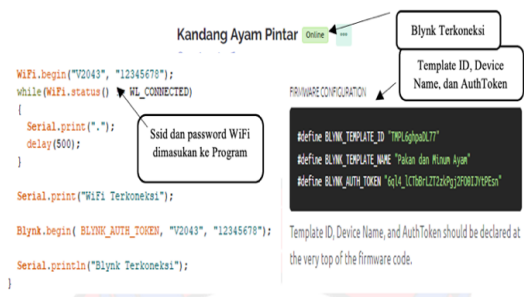 Kandang Ayam Pintar
Online
Blynk Terkoneksi
Template ID, Device
Name, dan AuthToken
WiFi.begin("V2043", "12345678");
while(WiFi.status() WL_CONNECTED)
{
Serial.print(".");
delay(500);
}
Ssid dan password WiFi
dimasukan ke Program
Serial.print("WiFi Terkoneksi");
Blynk.begin( BLYNK_AUTH_TOKEN, "V2043", "12345678");
Serial.println("Blynk Terkoneksi");
}
FIRMWARE CONFIGURATION
#define BLYNK_TEMPLATE_ID "TMPL6ghpaDL77"
#define BLYNK_TEMPLATE_NAME "Pakan dan Minum Ayam"
#define BLYNK_AUTH_TOKEN
Template ID, Device Name, and AuthToken should be declared at
the very top of the firmware code.